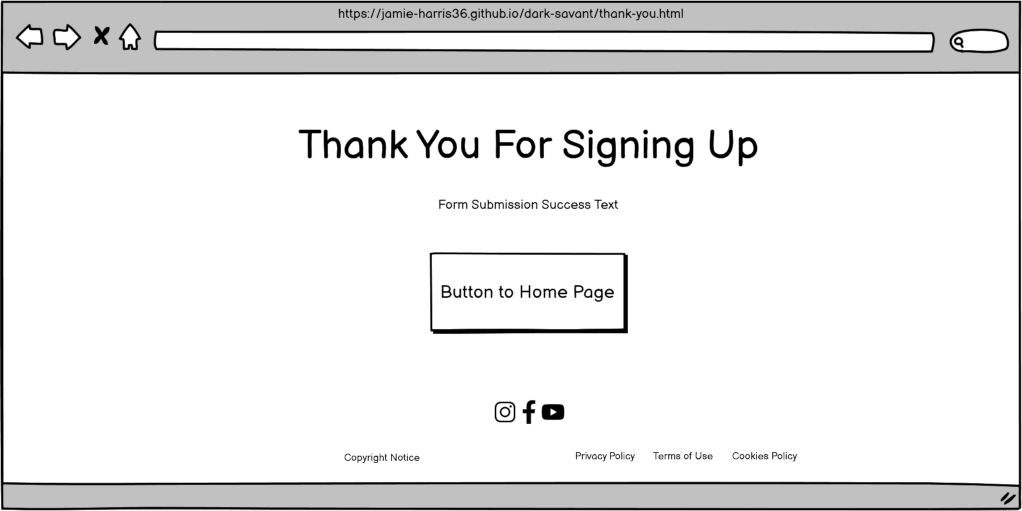 https://jamie-harris36.github.io/dark-savant/thank-you.html
Thank You For Signing Up
Form Submission Success Text
Button to Home Page
Copyright Notice Privacy Policy Terms of Use Cookies Policy